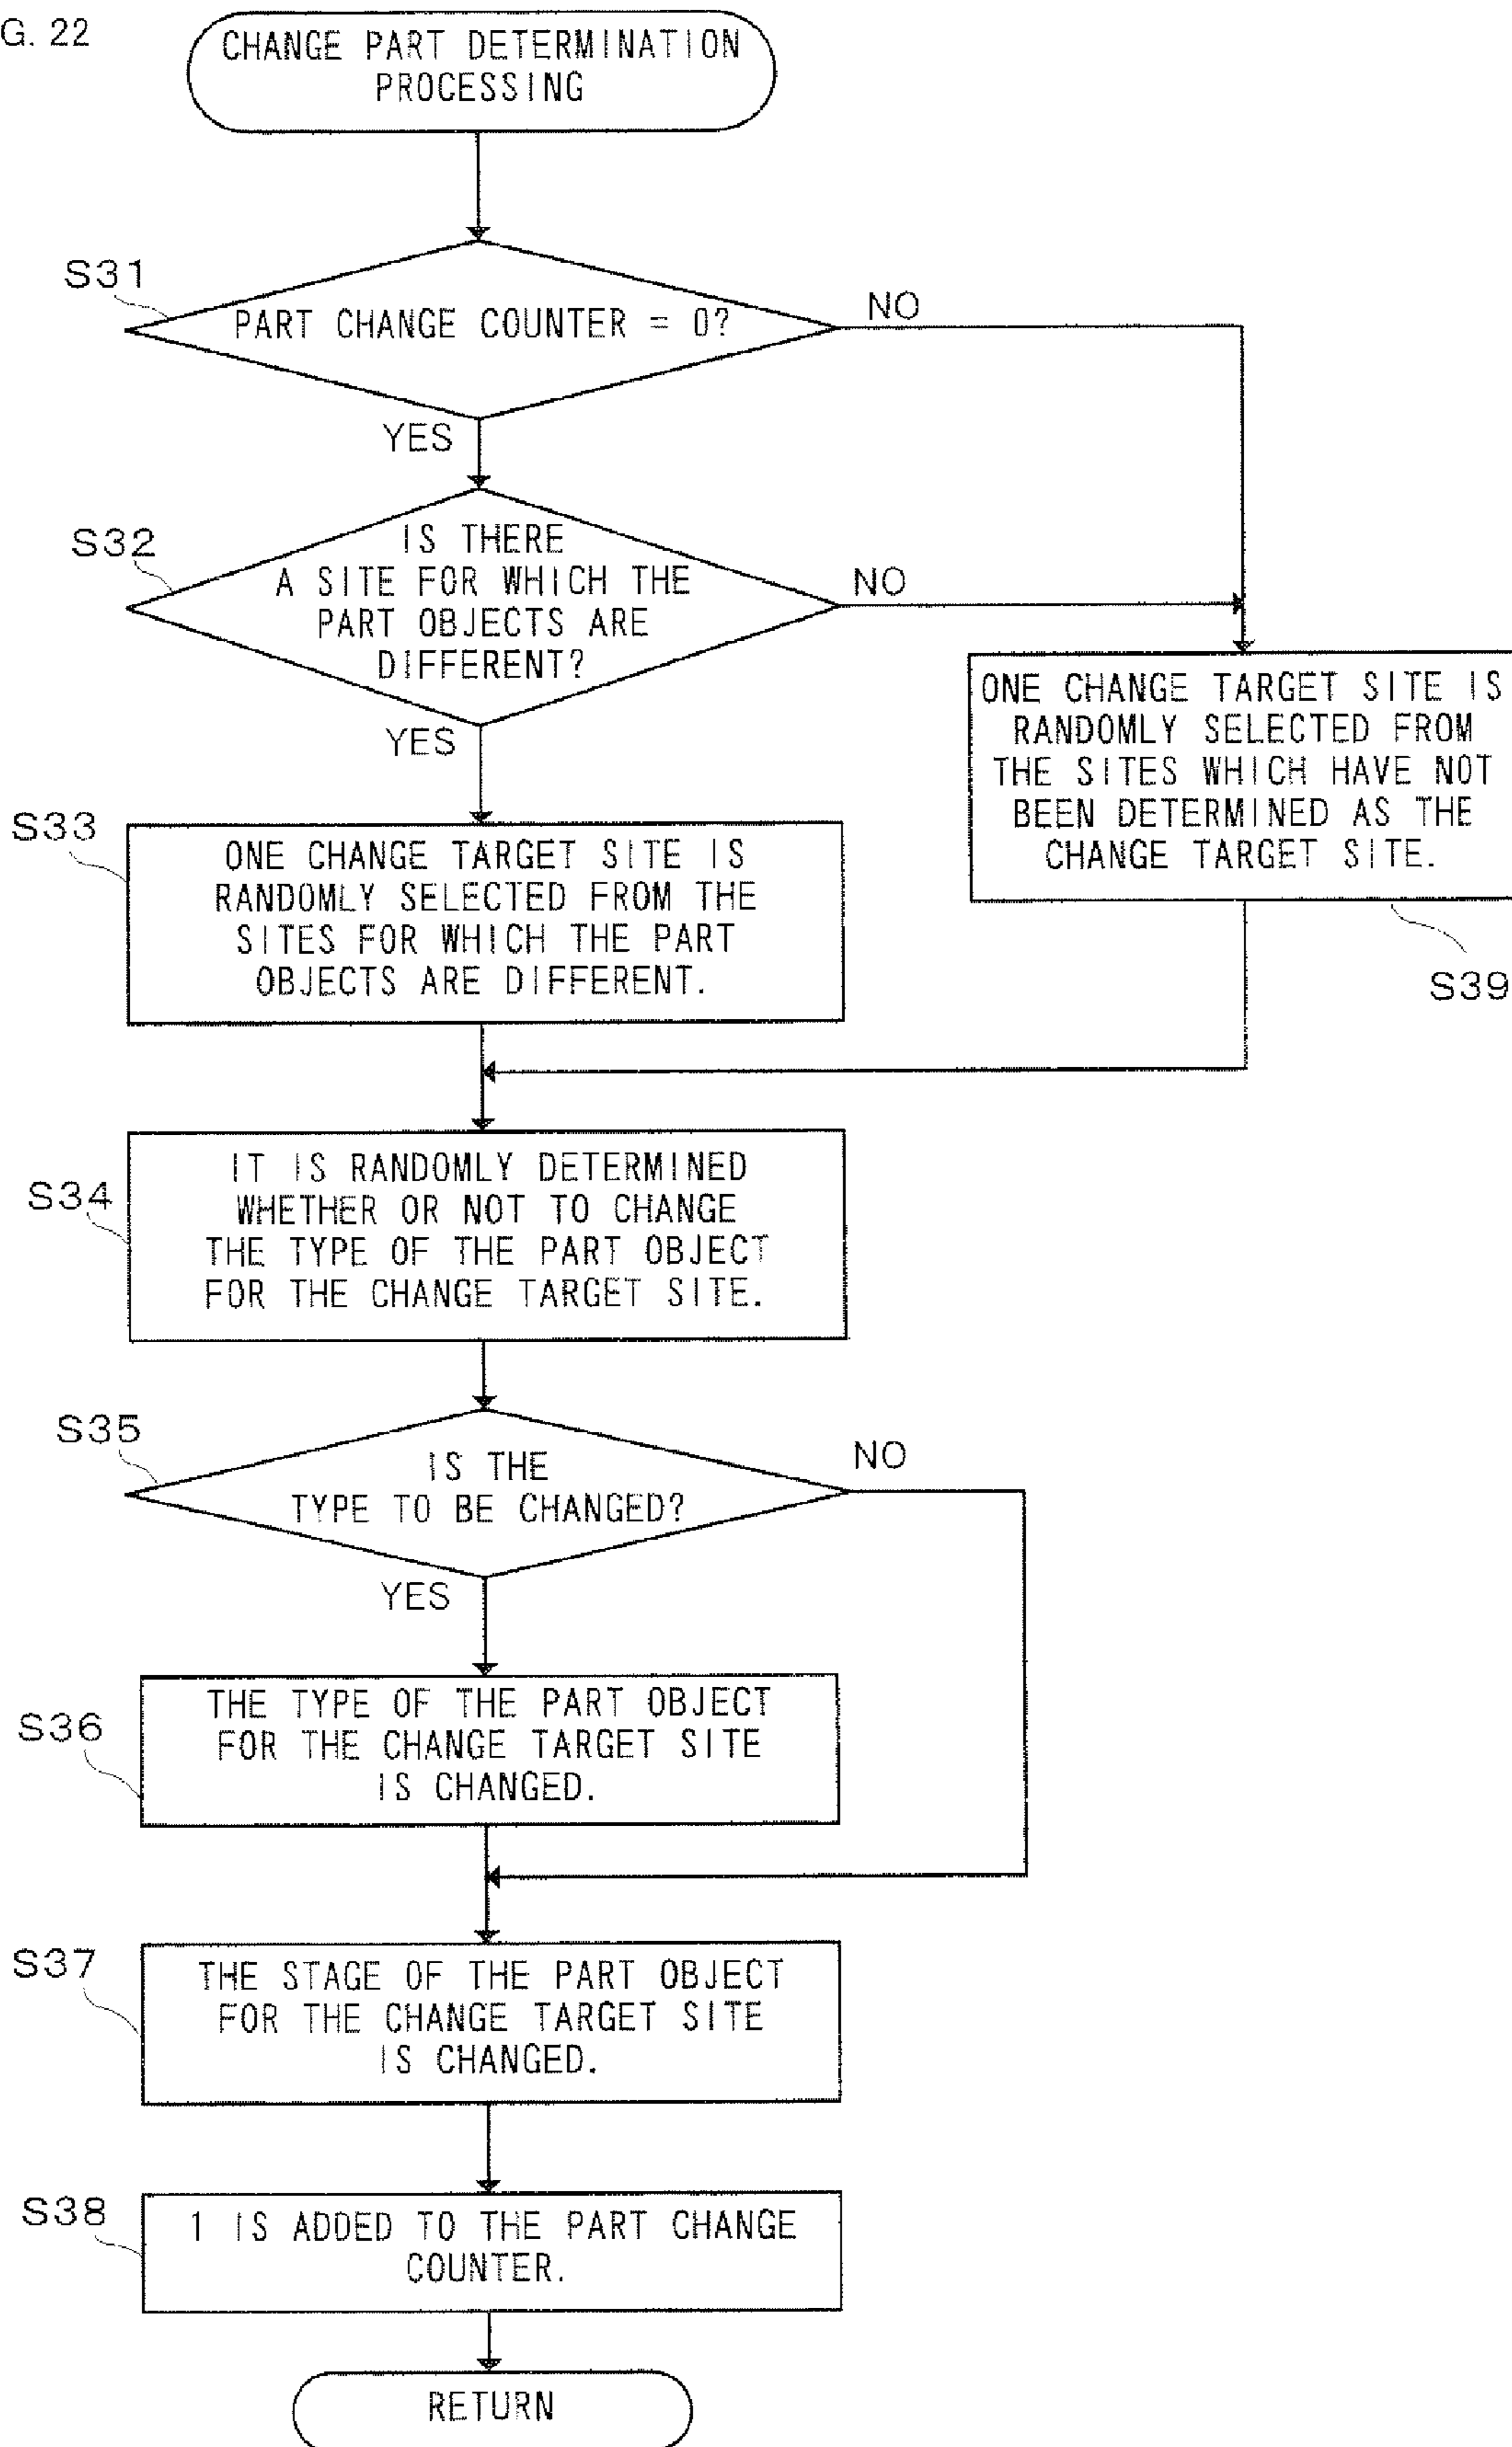 G. 22
CHANGE PART DETERMINATION
PROCESSING
S31
PART CHANGE COUNTER = 0?
NO
YES
S32
IS THERE
A SITE FOR WHICH THE
PART OBJECTS ARE
DIFFERENT?
NO
YES
ONE CHANGE TARGET SITE IS
RANDOMLY SELECTED FROM
THE SITES WHICH HAVE NOT
BEEN DETERMINED AS THE
CHANGE TARGET SITE.
S39
S33
ONE CHANGE TARGET SITE IS
RANDOMLY SELECTED FROM THE
SITES FOR WHICH THE PART
OBJECTS ARE DIFFERENT.
S34
IT IS RANDOMLY DETERMINED
WHETHER OR NOT TO CHANGE
THE TYPE OF THE PART OBJECT
FOR THE CHANGE TARGET SITE.
S35
IS THE
TYPE TO BE CHANGED?
NO
YES
S36
THE TYPE OF THE PART OBJECT
FOR THE CHANGE TARGET SITE
IS CHANGED.
S37
THE STAGE OF THE PART OBJECT
FOR THE CHANGE TARGET SITE
IS CHANGED.
S38
1 IS ADDED TO THE PART CHANGE
COUNTER.
RETURN